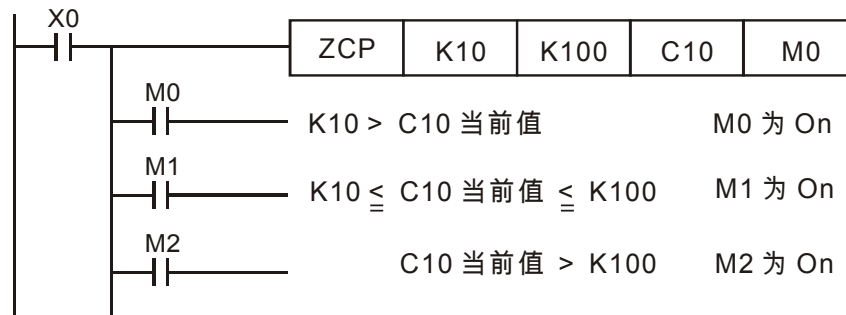 X0
ZCP K10 K100 C10 M0
M0
K10 > C10 当前值 M0 为 On
M1
K10 ≦ C10 当前值 ≦ K100 M1 为 On
M2
C10 当前值 > K100 M2 为 On